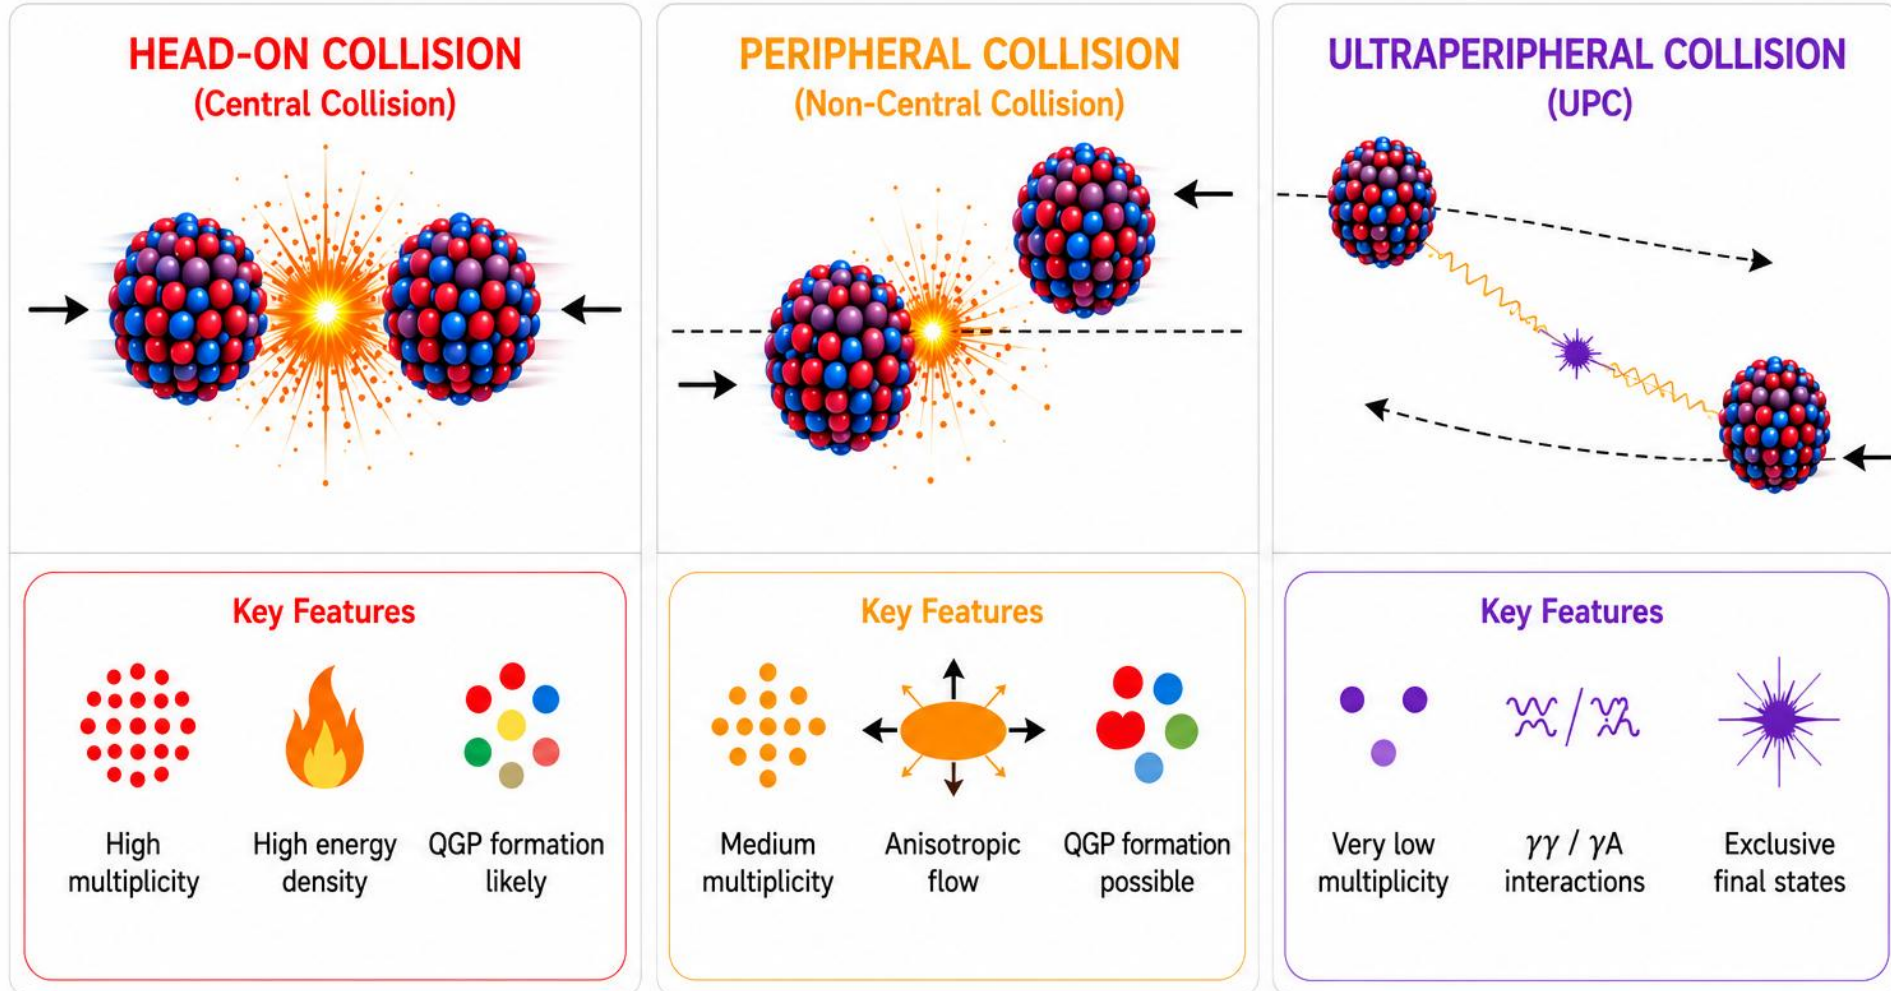 HEAD-ON COLLISION
(Central Collision)
Key Features
High
multiplicity
High energy
density
QGP formation
likely
PERIPHERAL COLLISION
(Non-Central Collision)
Key Features
Medium
multiplicity
Anisotropic
flow
QGP formation
possible
ULTRAPERIPHERAL COLLISION
(UPC)
Key Features
Very low
multiplicity
γγ / γA
interactions
Exclusive
final states